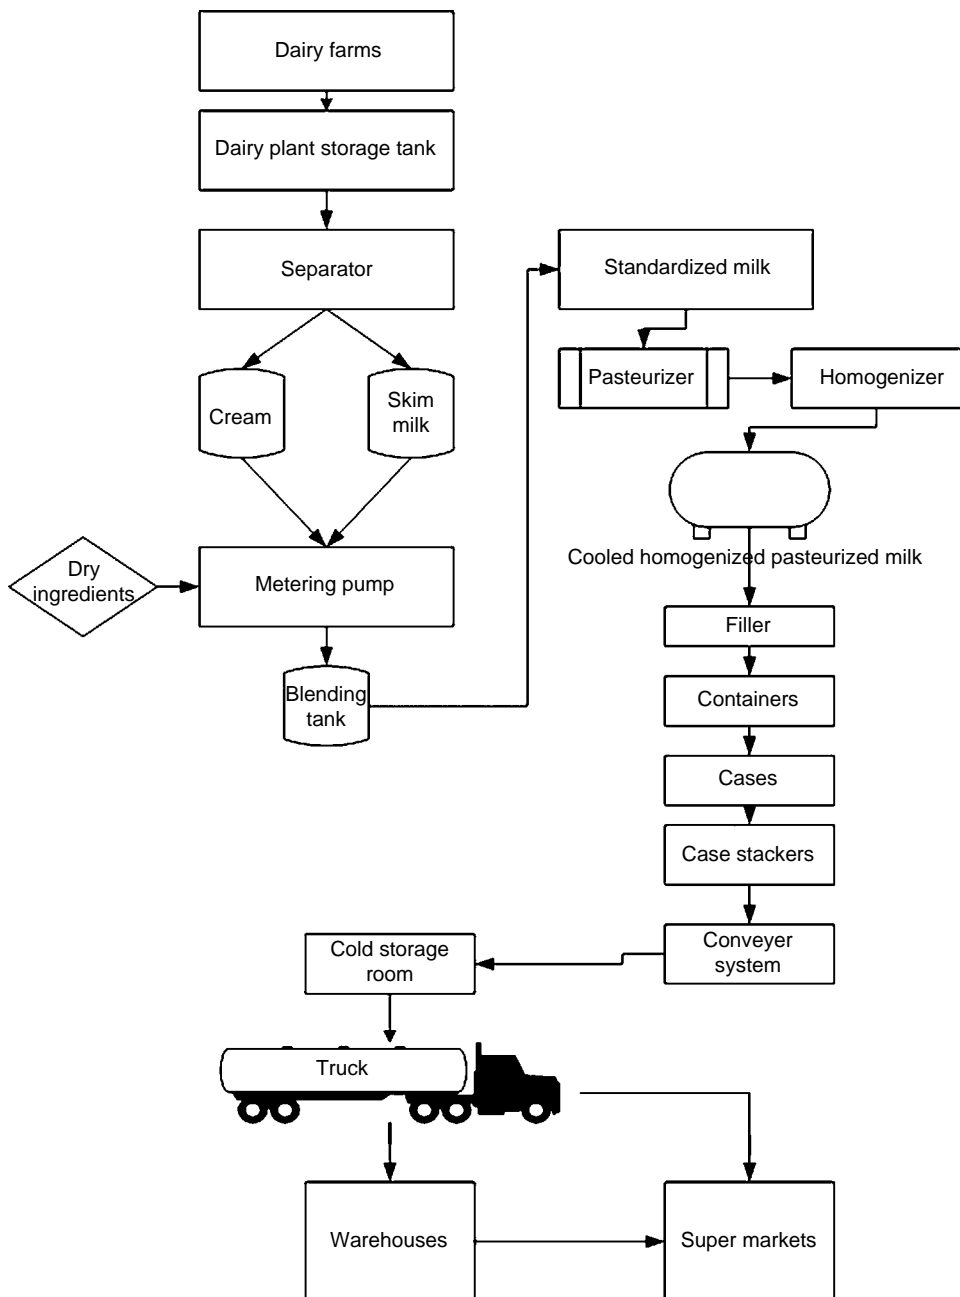 Dairy farms
Dairy plant storage tank
Separator
Cream
Skim
milk
Dry
ingredients
Metering pump
Blending
tank
Standardized milk
Pasteurizer
Homogenizer
Cooled homogenized pasteurized milk
Filler
Containers
Cases
Case stackers
Conveyer
system
Cold storage
room
Truck
Warehouses
Super markets